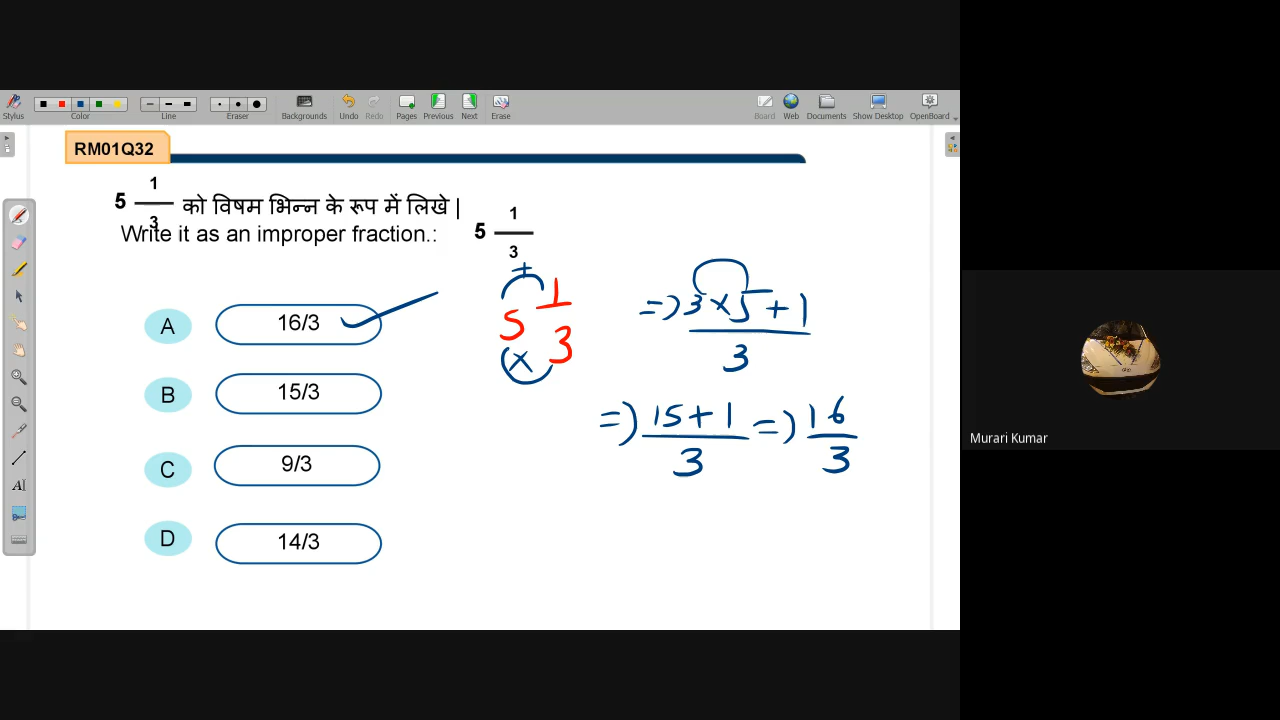 Stylus Color Line Eraser Backgrounds Undo Redo Pages Previous Next Erase Board Web Documents Show Desktop OpenBoard
RM01Q32
5 1/3 को विषम भिन्न के रूप में लिखे |
Write it as an improper fraction.: 5 1/3
+
5 1/3
×
=> 3×5+1/3
=> 15+1/3 => 16/3
A 16/3
B 15/3
C 9/3
D 14/3
Murari Kumar